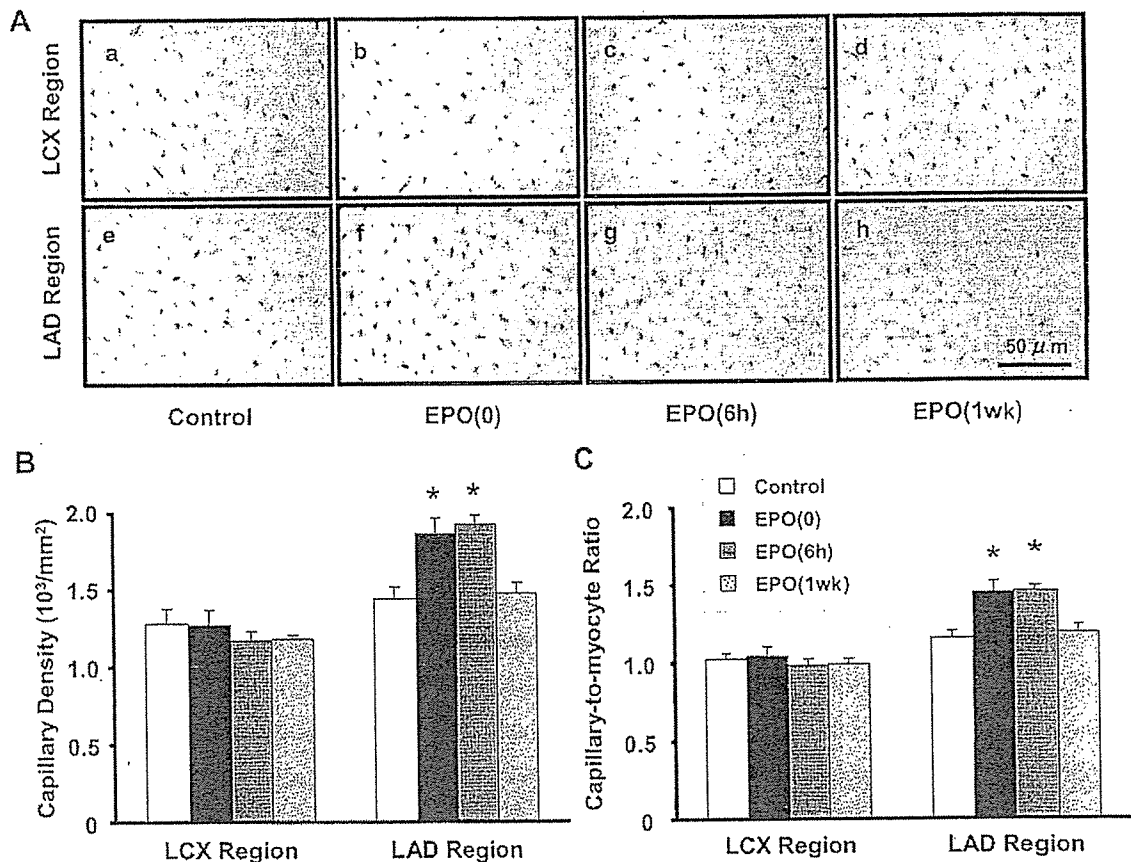 A
LCX Region
a
b
c
d
LAD Region
e
f
g
h
50 μm
Control
EPO(0)
EPO(6h)
EPO(1wk)
B
Capillary Density (10³/mm²)
2.0
1.5
1.0
0.5
0
* *
LCX Region
LAD Region
C
Capillary-to-myocyte Ratio
2.0
1.5
1.0
0.5
0
Control
EPO(0)
EPO(6h)
EPO(1wk)
* *
LCX Region
LAD Region